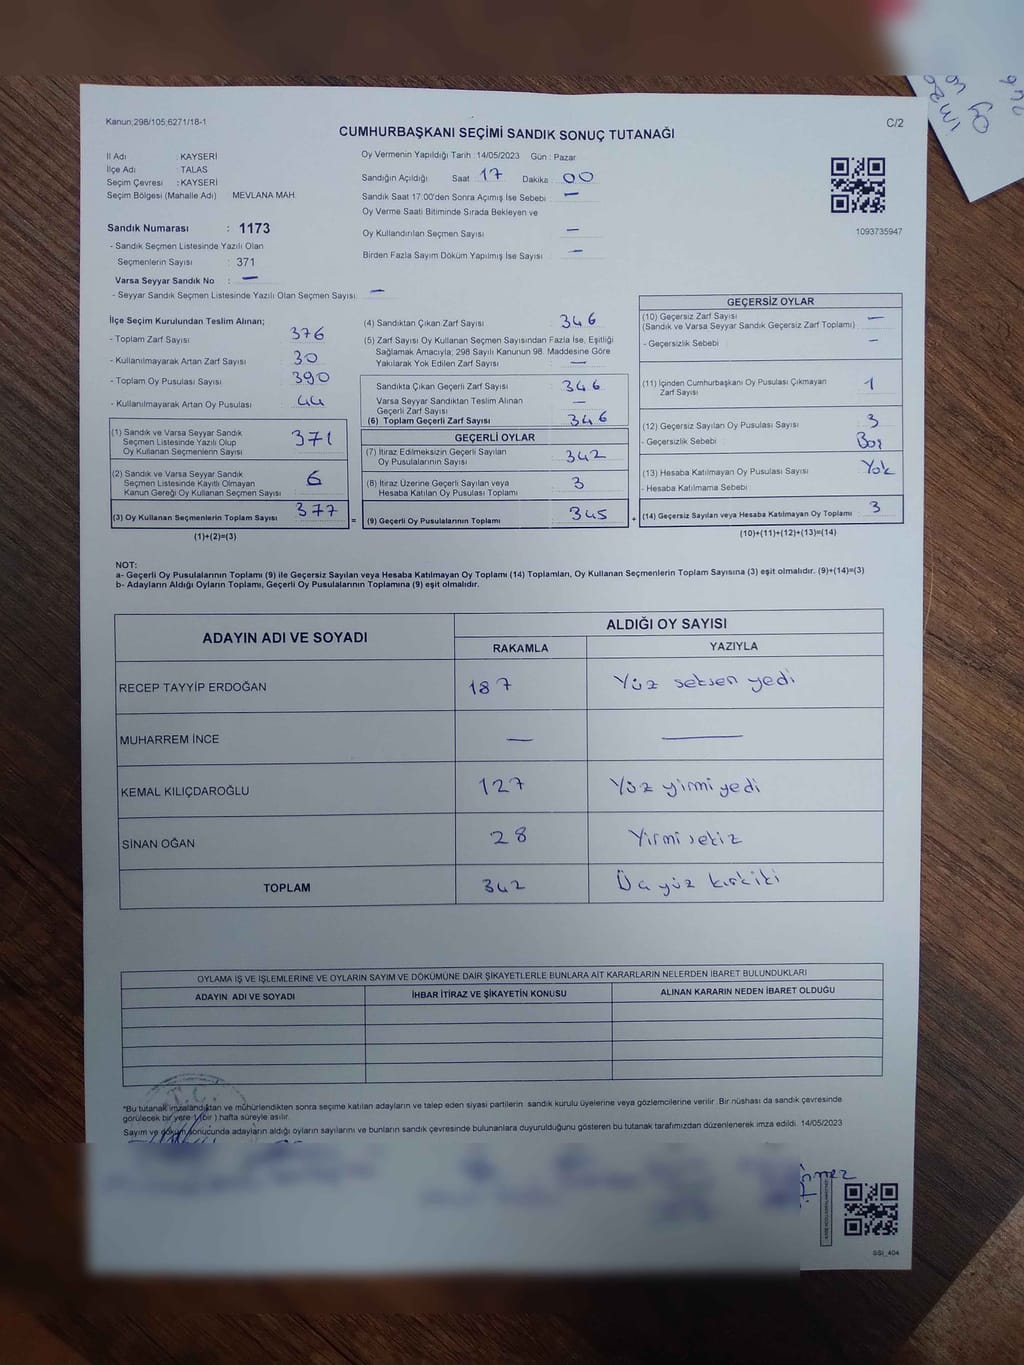 Kanun;298/105;6271/18-1
C/2
CUMHURBAŞKANI SEÇİMİ SANDIK SONUÇ TUTANAĞI
İl Adı : KAYSERİ
İlçe Adı : TALAS
Seçim Çevresi : KAYSERİ
Seçim Bölgesi (Mahalle Adı) MEVLANA MAH.
Sandık Numarası : 1173
- Sandık Seçmen Listesinde Yazılı Olan
Seçmenlerin Sayısı : 371
Varsa Seyyar Sandık No : —
- Seyyar Sandık Seçmen Listesinde Yazılı Olan Seçmen Sayısı : —
Oy Vermenin Yapıldığı Tarih : 14/05/2023 Gün : Pazar
Sandığın Açıldığı Saat 17 Dakika 00
Sandık Saat 17:00'den Sonra Açımış İse Sebebi : —
Oy Verme Saati Bitiminde Sırada Bekleyen ve
Oy Kullandırılan Seçmen Sayısı : —
Birden Fazla Sayım Döküm Yapılmış İse Sayısı : —
1093735947
İlçe Seçim Kurulundan Teslim Alınan;
- Toplam Zarf Sayısı : 376
- Kullanılmayarak Artan Zarf Sayısı : 30
- Toplam Oy Pusulası Sayısı : 390
- Kullanılmayarak Artan Oy Pusulası : 44
(1) Sandık ve Varsa Seyyar Sandık
Seçmen Listesinde Yazılı Olup
Oy Kullanan Seçmenlerin Sayısı : 371
(2) Sandık ve Varsa Seyyar Sandık
Seçmen Listesinde Kayıtlı Olmayan
Kanun Gereği Oy Kullanan Seçmen Sayısı : 6
(3) Oy Kullanan Seçmenlerin Toplam Sayısı : 377
(1)+(2)=(3)
(4) Sandıktan Çıkan Zarf Sayısı : 346
(5) Zarf Sayısı Oy Kullanan Seçmen Sayısından Fazla İse, Eşitliği
Sağlamak Amacıyla; 298 Sayılı Kanunun 98. Maddesine Göre
Yakılarak Yok Edilen Zarf Sayısı : —
Sandıkta Çıkan Geçerli Zarf Sayısı : 346
Varsa Seyyar Sandıktan Teslim Alınan
Geçerli Zarf Sayısı : —
(6) Toplam Geçerli Zarf Sayısı : 346
GEÇERLİ OYLAR
(7) İtiraz Edilmeksizin Geçerli Sayılan
Oy Pusulalarının Sayısı : 342
(8) İtiraz Üzerine Geçerli Sayılan veya
Hesaba Katılan Oy Pusulası Toplamı : 3
= (9) Geçerli Oy Pusulalarının Toplamı : 345
GEÇERSİZ OYLAR
(10) Geçersiz Zarf Sayısı : —
(Sandık ve Varsa Seyyar Sandık Geçersiz Zarf Toplamı)
- Geçersizlik Sebebi : —
(11) İçinden Cumhurbaşkanı Oy Pusulası Çıkmayan
Zarf Sayısı : 1
(12) Geçersiz Sayılan Oy Pusulası Sayısı : 3
- Geçersizlik Sebebi : Boş
(13) Hesaba Katılmayan Oy Pusulası Sayısı : Yok
- Hesaba Katılmama Sebebi :
+ (14) Geçersiz Sayılan veya Hesaba Katılmayan Oy Toplamı : 3
(10)+(11)+(12)+(13)=(14)
NOT:
a- Geçerli Oy Pusulalarının Toplamı (9) ile Geçersiz Sayılan veya Hesaba Katılmayan Oy Toplamı (14) Toplamları, Oy Kullanan Seçmenlerin Toplam Sayısına (3) eşit olmalıdır. (9)+(14)=(3)
b- Adayların Aldığı Oyların Toplamı, Geçerli Oy Pusulalarının Toplamına (9) eşit olmalıdır.
ADAYIN ADI VE SOYADI ALDIĞI OY SAYISI
RAKAMLA YAZIYLA
RECEP TAYYİP ERDOĞAN 187 Yüz seksen yedi
MUHARREM İNCE — —
KEMAL KILIÇDAROĞLU 127 Yüz yirmi yedi
SİNAN OĞAN 28 Yirmi sekiz
TOPLAM 342 Üç yüz kırk iki
OYLAMA İŞ VE İŞLEMLERİNE VE OYLARIN SAYIM VE DÖKÜMÜNE DAİR ŞİKAYETLERLE BUNLARA AİT KARARLARIN NELERDEN İBARET BULUNDUKLARI
ADAYIN ADI VE SOYADI İHBAR İTİRAZ VE ŞİKAYETİN KONUSU ALINAN KARARIN NEDEN İBARET OLDUĞU
T.C.
*Bu tutanak imzalandıktan ve mühürlendikten sonra seçime katılan adayların ve talep eden siyasi partilerin sandık kurulu üyelerine veya gözlemcilerine verilir. Bir nüshası da sandık çevresinde
görülecek bir yere 1 (bir ) hafta süreyle asılır.
Sayım ve döküm sonucunda adayların aldığı oyların sayılarını ve bunların sandık çevresinde bulunanlara duyurulduğunu gösteren bu tutanak tarafımızdan düzenlenerek imza edildi. 14/05/2023
SSI_404